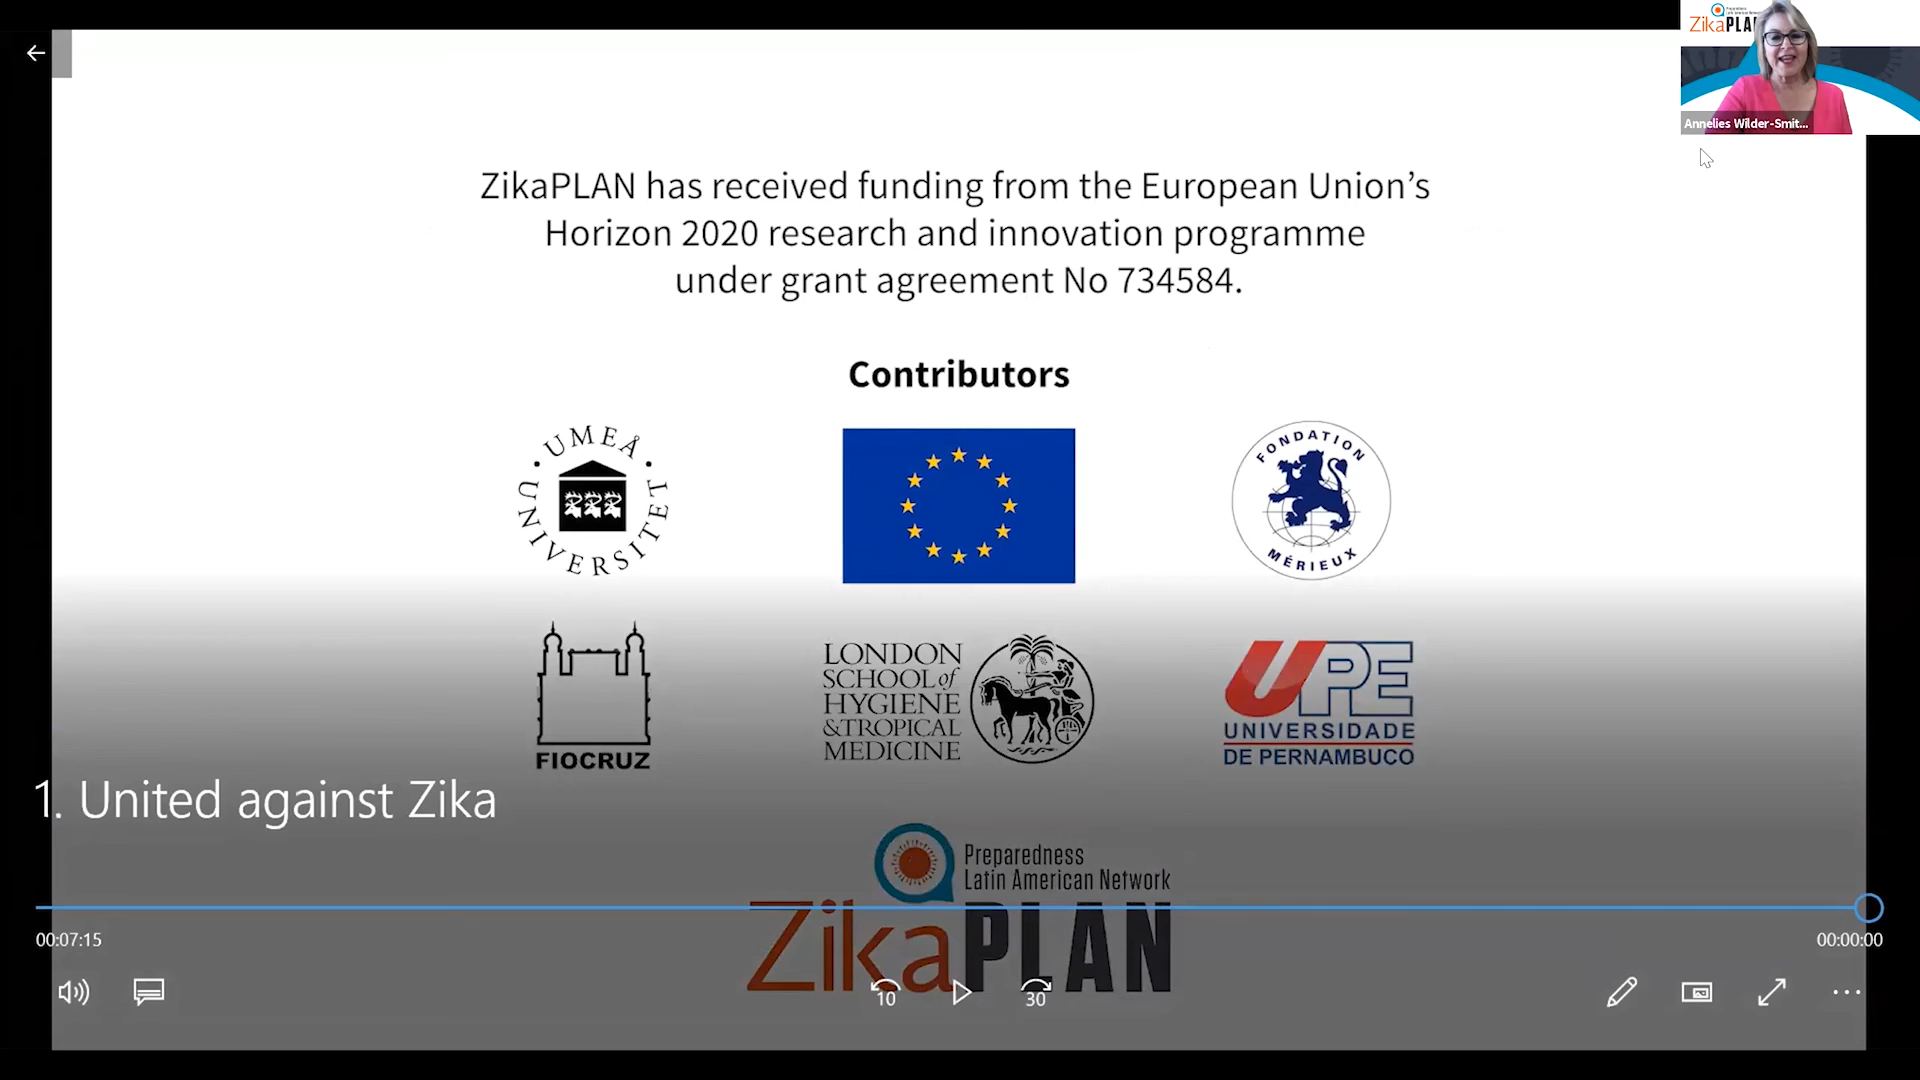 ZikaPLAN has received funding from the European Union's
Horizon 2020 research and innovation programme
under grant agreement No 734584.
Contributors
UMEÅ UNIVERSITET
FONDATION MÉRIEUX
FIOCRUZ
LONDON
SCHOOL of
HYGIENE
&TROPICAL
MEDICINE
UPE
UNIVERSIDADE
DE PERNAMBUCO
1. United against Zika
Preparedness
Latin American Network
ZikaPLAN
00:07:15
00:00:00
10
30
ZikaPLA
Annelies Wilder-Smit...